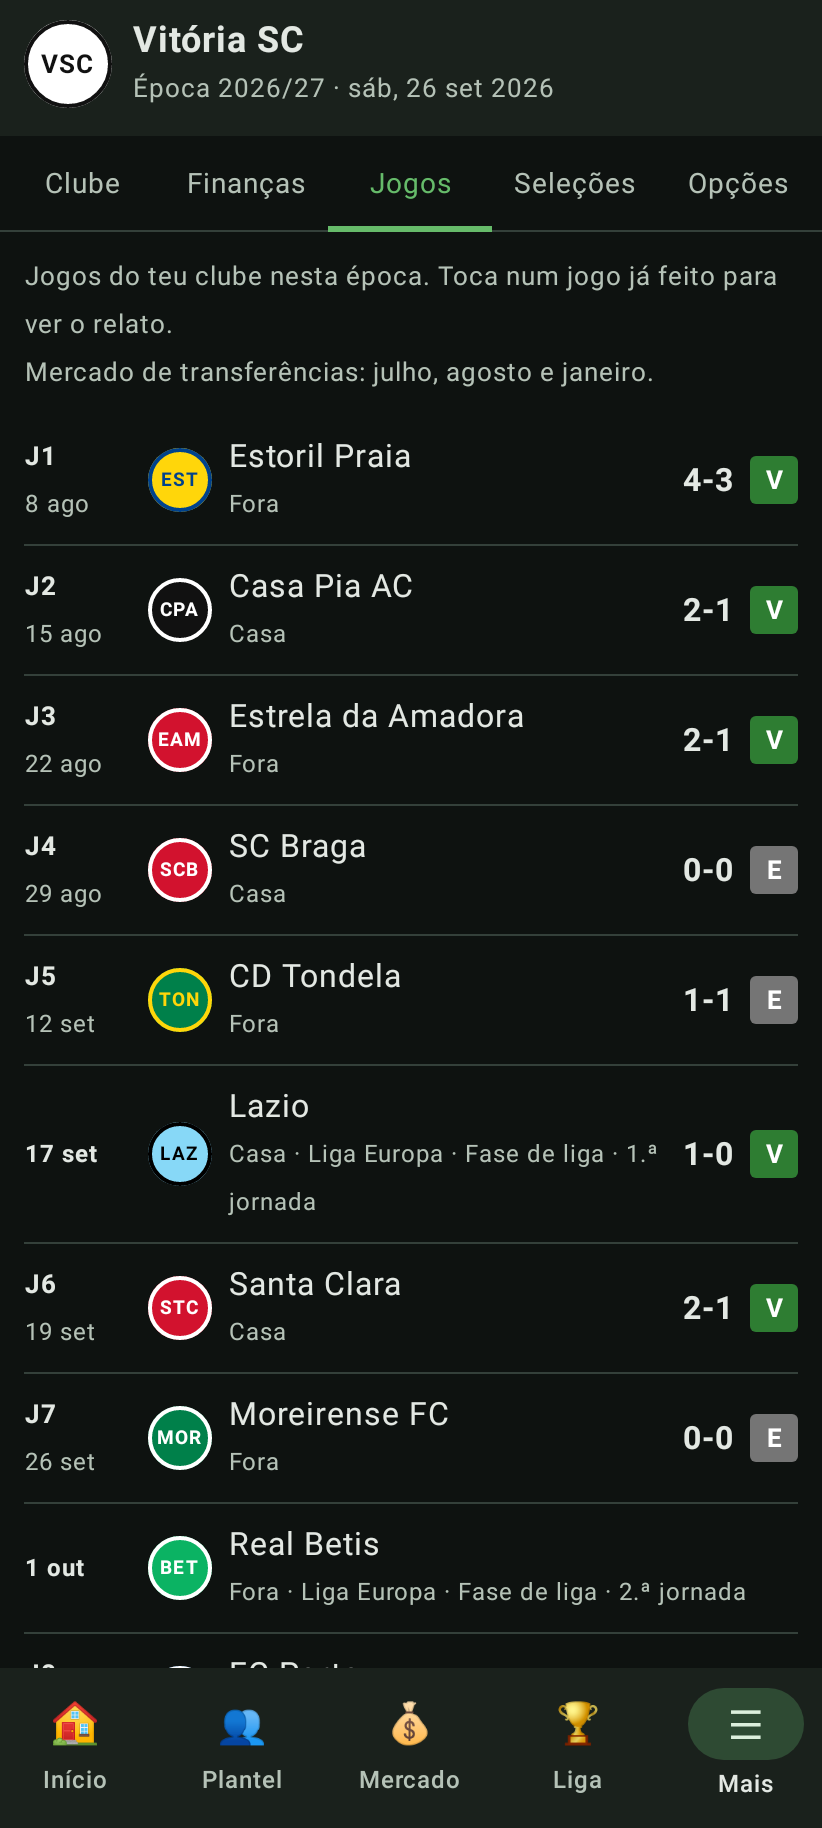 VSC
Vitória SC
Época 2026/27 · sáb, 26 set 2026
Clube Finanças Jogos Seleções Opções
Jogos do teu clube nesta época. Toca num jogo já feito para
ver o relato.
Mercado de transferências: julho, agosto e janeiro.
J1 EST Estoril Praia 4-3 V
8 ago Fora
J2 CPA Casa Pia AC 2-1 V
15 ago Casa
J3 EAM Estrela da Amadora 2-1 V
22 ago Fora
J4 SCB SC Braga 0-0 E
29 ago Casa
J5 TON CD Tondela 1-1 E
12 set Fora
Lazio
17 set LAZ Casa · Liga Europa · Fase de liga · 1.ª 1-0 V
jornada
J6 STC Santa Clara 2-1 V
19 set Casa
J7 MOR Moreirense FC 0-0 E
26 set Fora
Real Betis
1 out BET Fora · Liga Europa · Fase de liga · 2.ª jornada
Início Plantel Mercado Liga Mais